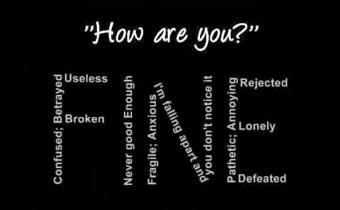 "How are you?"
Confused; Betrayed
Useless
Broken
Never good Enough
Fragile; Anxious
I'm falling apart and
you don't notice it
Pathetic; Annoying
Rejected
Lonely
Defeated